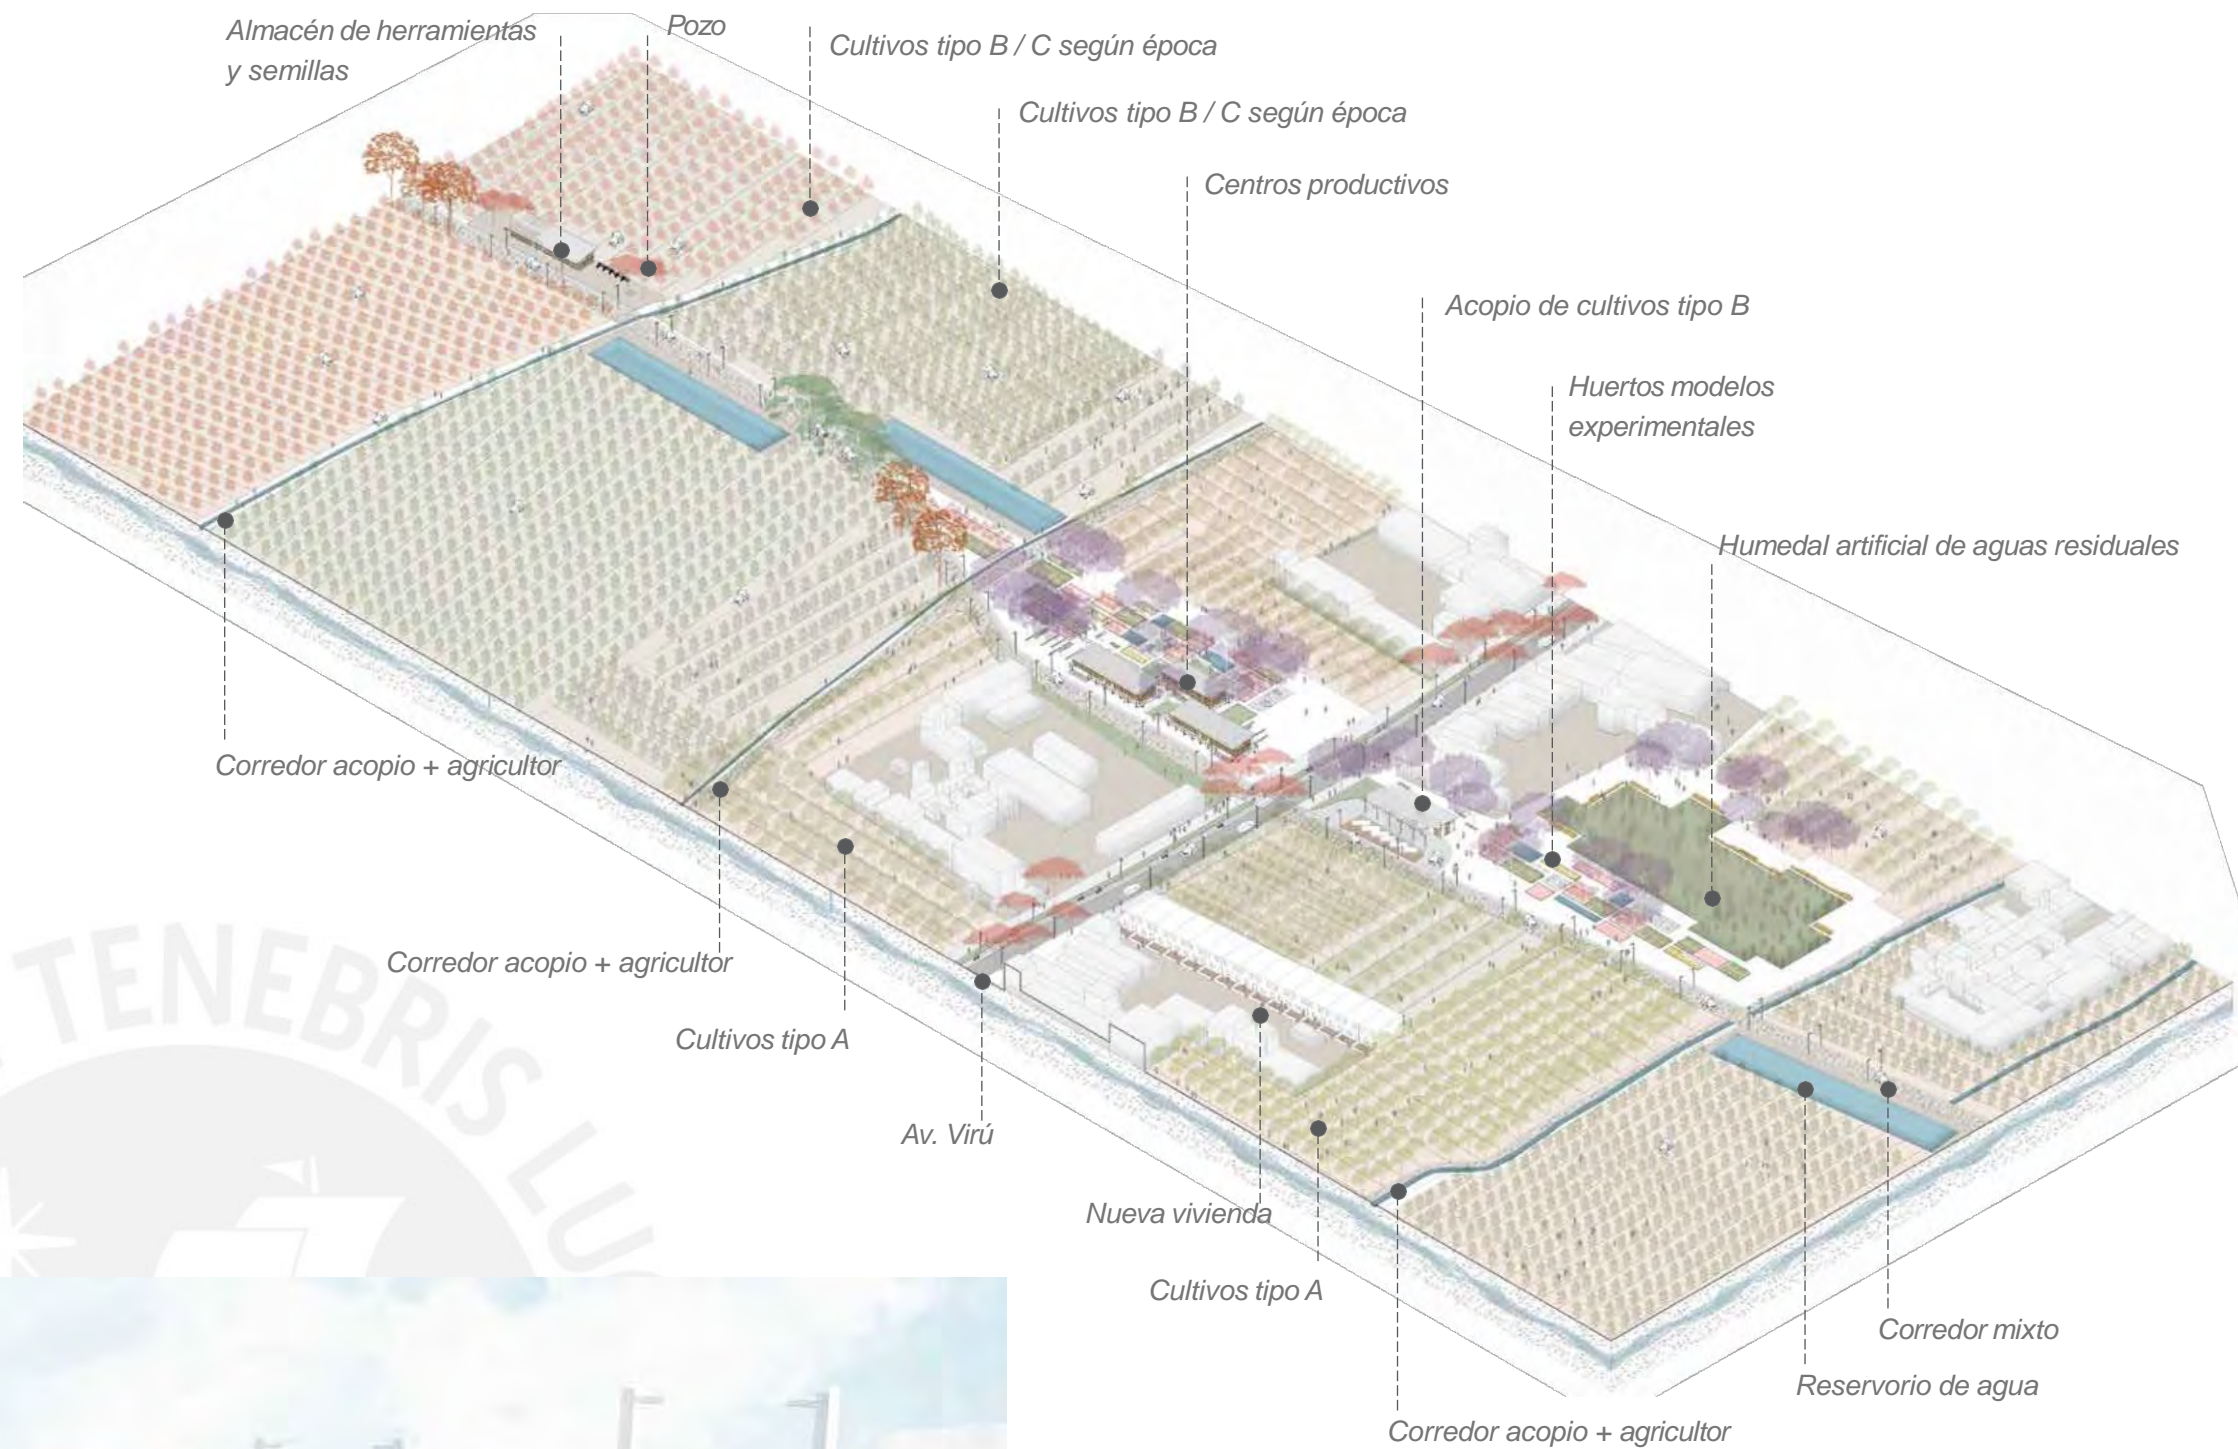 Almacén de herramientas
y semillas
Pozo
Cultivos tipo B / C según época
Cultivos tipo B / C según época
Centros productivos
Acopio de cultivos tipo B
Huertos modelos
experimentales
Humedal artificial de aguas residuales
Corredor acopio + agricultor
Corredor acopio + agricultor
Cultivos tipo A
Av. Virú
Nueva vivienda
Cultivos tipo A
Corredor mixto
Reservorio de agua
Corredor acopio + agricultor
TENEBRIS